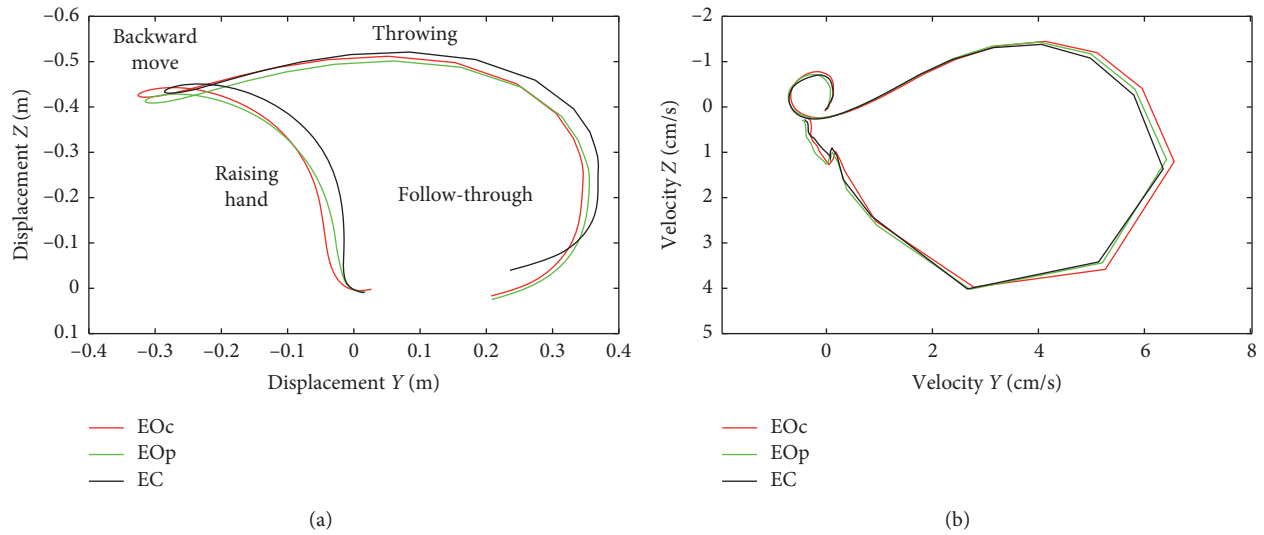 –0.6
–0.5
–0.4
–0.3
–0.2
–0.1
0
0.1
Displacement Z (m)
Backward
move
Throwing
Raising
hand
Follow-through
–0.4
–0.3
–0.2
–0.1
0
0.1
0.2
0.3
0.4
Displacement Y (m)
EOc
EOp
EC
(a)
–2
–1
0
1
2
3
4
5
Velocity Z (cm/s)
0
2
4
6
8
Velocity Y (cm/s)
EOc
EOp
EC
(b)